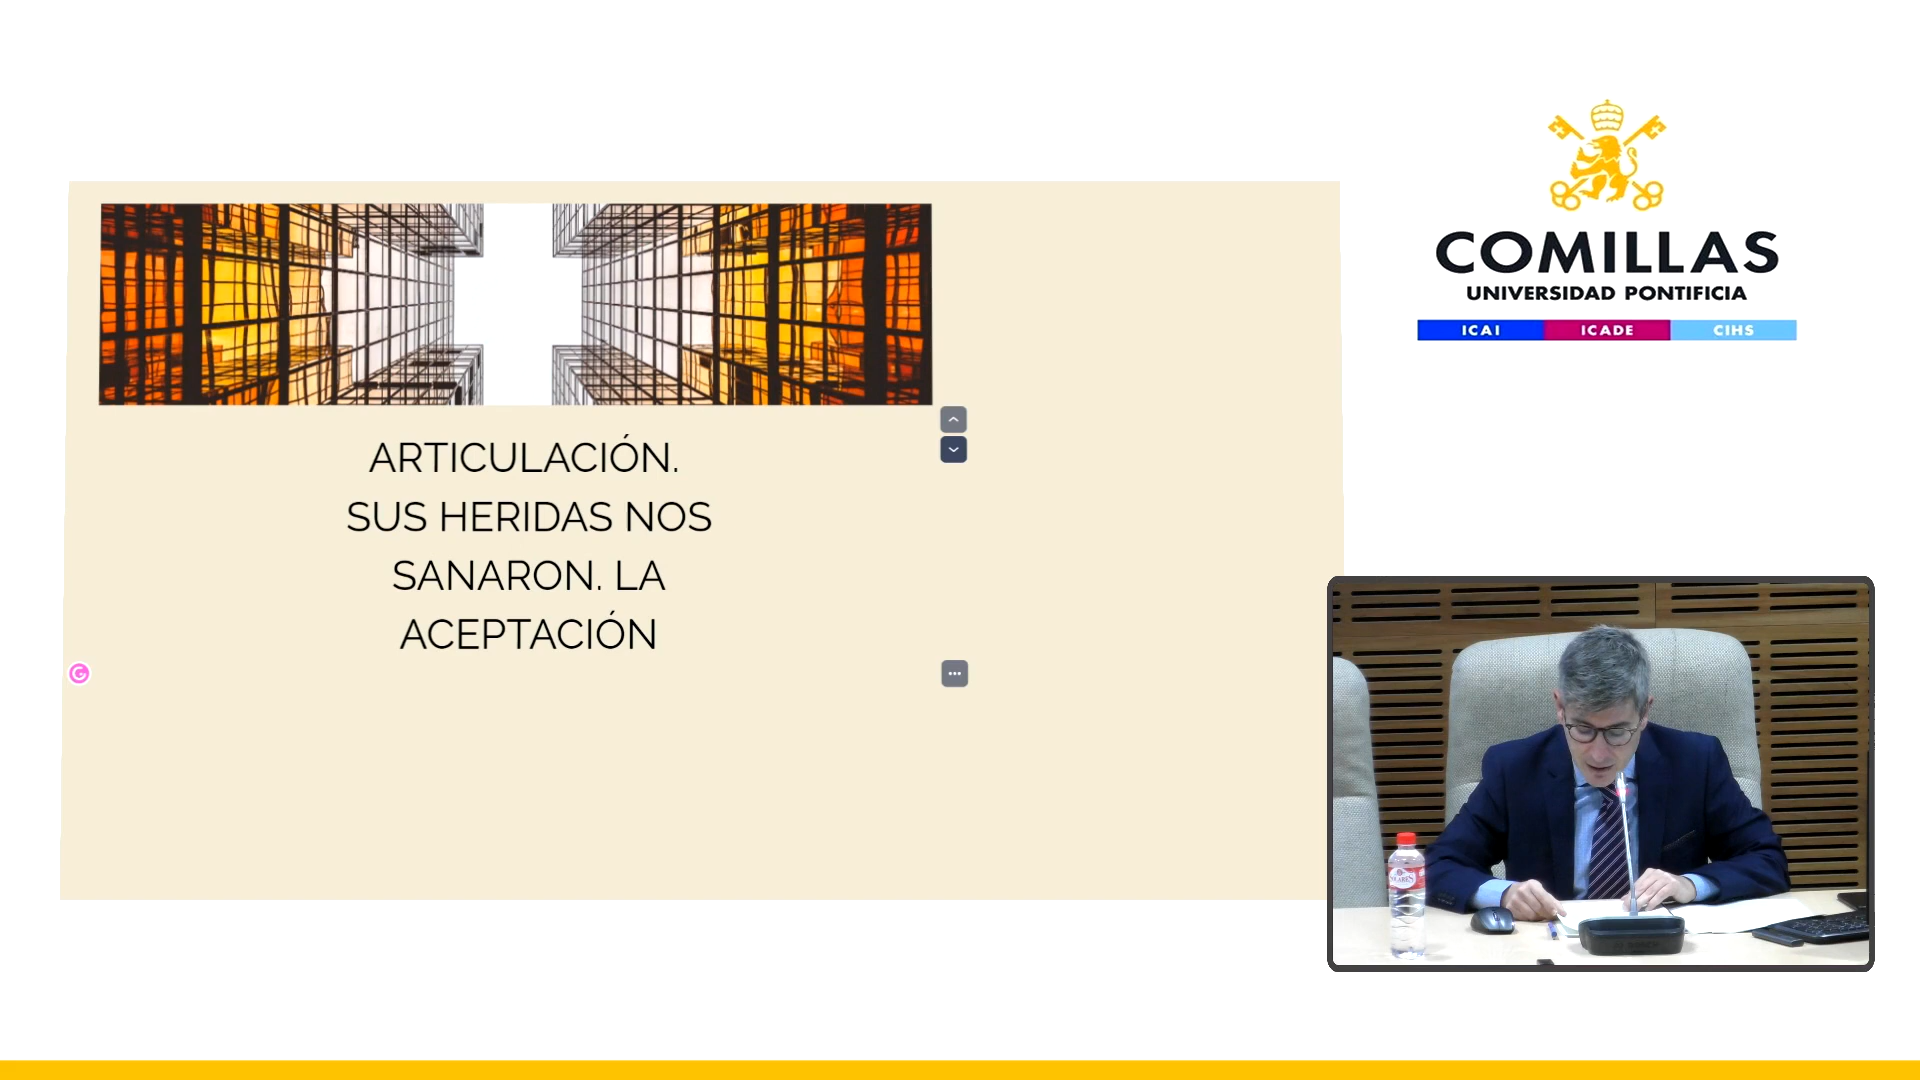 ARTICULACIÓN.
SUS HERIDAS NOS
SANARON. LA
ACEPTACIÓN
COMILLAS
UNIVERSIDAD PONTIFICIA
ICAI ICADE CIHS